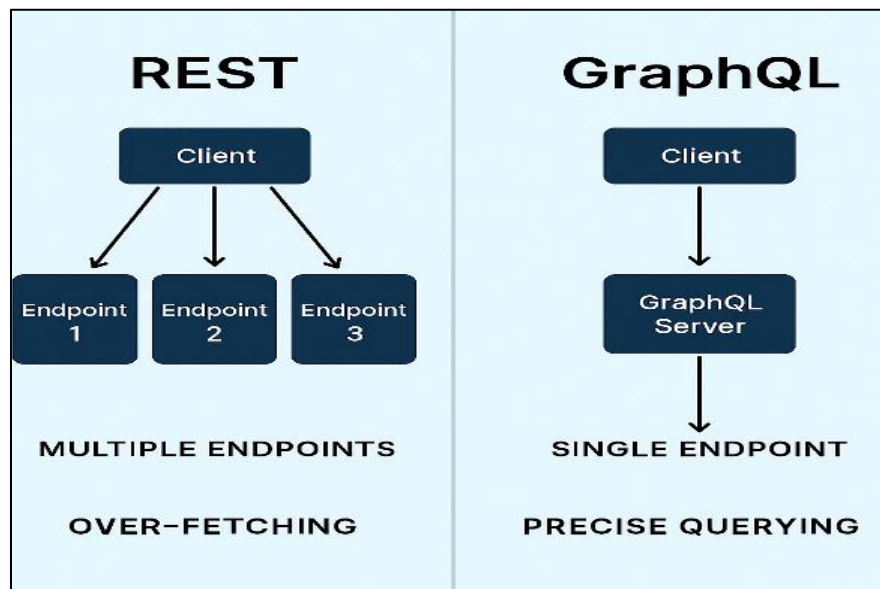 REST
Client
Endpoint
1
Endpoint
2
Endpoint
3
MULTIPLE ENDPOINTS
OVER-FETCHING
GraphQL
Client
GraphQL
Server
SINGLE ENDPOINT
PRECISE QUERYING